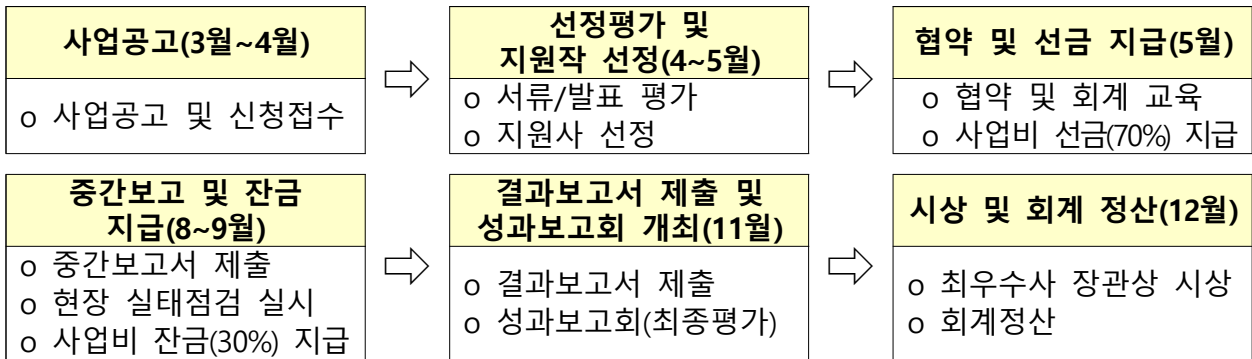 사업공고(3월~4월)
o 사업공고 및 신청접수
선정평가 및
지원작 선정(4~5월)
o 서류/발표 평가
o 지원사 선정
협약 및 선금 지급(5월)
o 협약 및 회계 교육
o 사업비 선금(70%) 지급
중간보고 및 잔금
지급(8~9월)
o 중간보고서 제출
o 현장 실태점검 실시
o 사업비 잔금(30%) 지급
결과보고서 제출 및
성과보고회 개최(11월)
o 결과보고서 제출
o 성과보고회(최종평가)
시상 및 회계 정산(12월)
o 최우수사 장관상 시상
o 회계정산